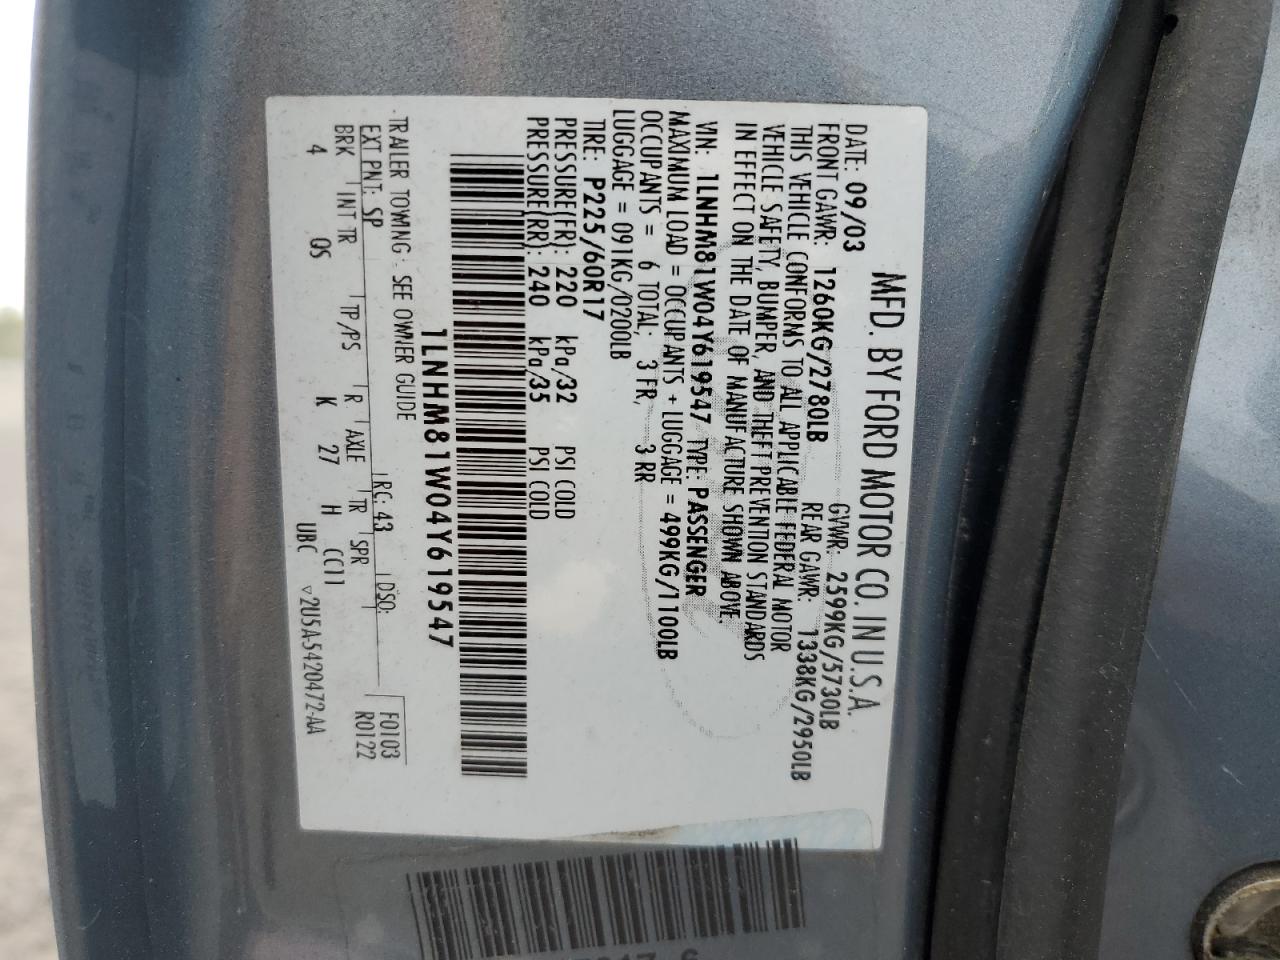 MFD. BY FORD MOTOR CO. IN U.S.A.
DATE: 09/03 GVWR: 2599KG/5730LB
FRONT GAWR: 1260KG/2780LB REAR GAWR: 1338KG/2950LB
THIS VEHICLE CONFORMS TO ALL APPLICABLE FEDERAL MOTOR
VEHICLE SAFETY, BUMPER, AND THEFT PREVENTION STANDARDS
IN EFFECT ON THE DATE OF MANUFACTURE SHOWN ABOVE.
VIN: 1LNHM81W04Y619547 TYPE: PASSENGER
MAXIMUM LOAD = OCCUPANTS + LUGGAGE = 499KG/1100LB
OCCUPANTS = 6 TOTAL, 3 FR, 3 RR
LUGGAGE = 091KG/0200LB
TIRE: P225/60R17
PRESSURE(FR): 220 kPa/32 PSI COLD
PRESSURE(RR): 240 kPa/35 PSI COLD
1LNHM81W04Y619547
TRAILER TOWING: SEE OWNER GUIDE
EXT PNT: SP RC: 43 DSO: F0103
BRK INT TR TP/PS R AXLE TR SPR R0122
4 OS K 27 H CC11
UBC ▽2U5A-5420472-AA